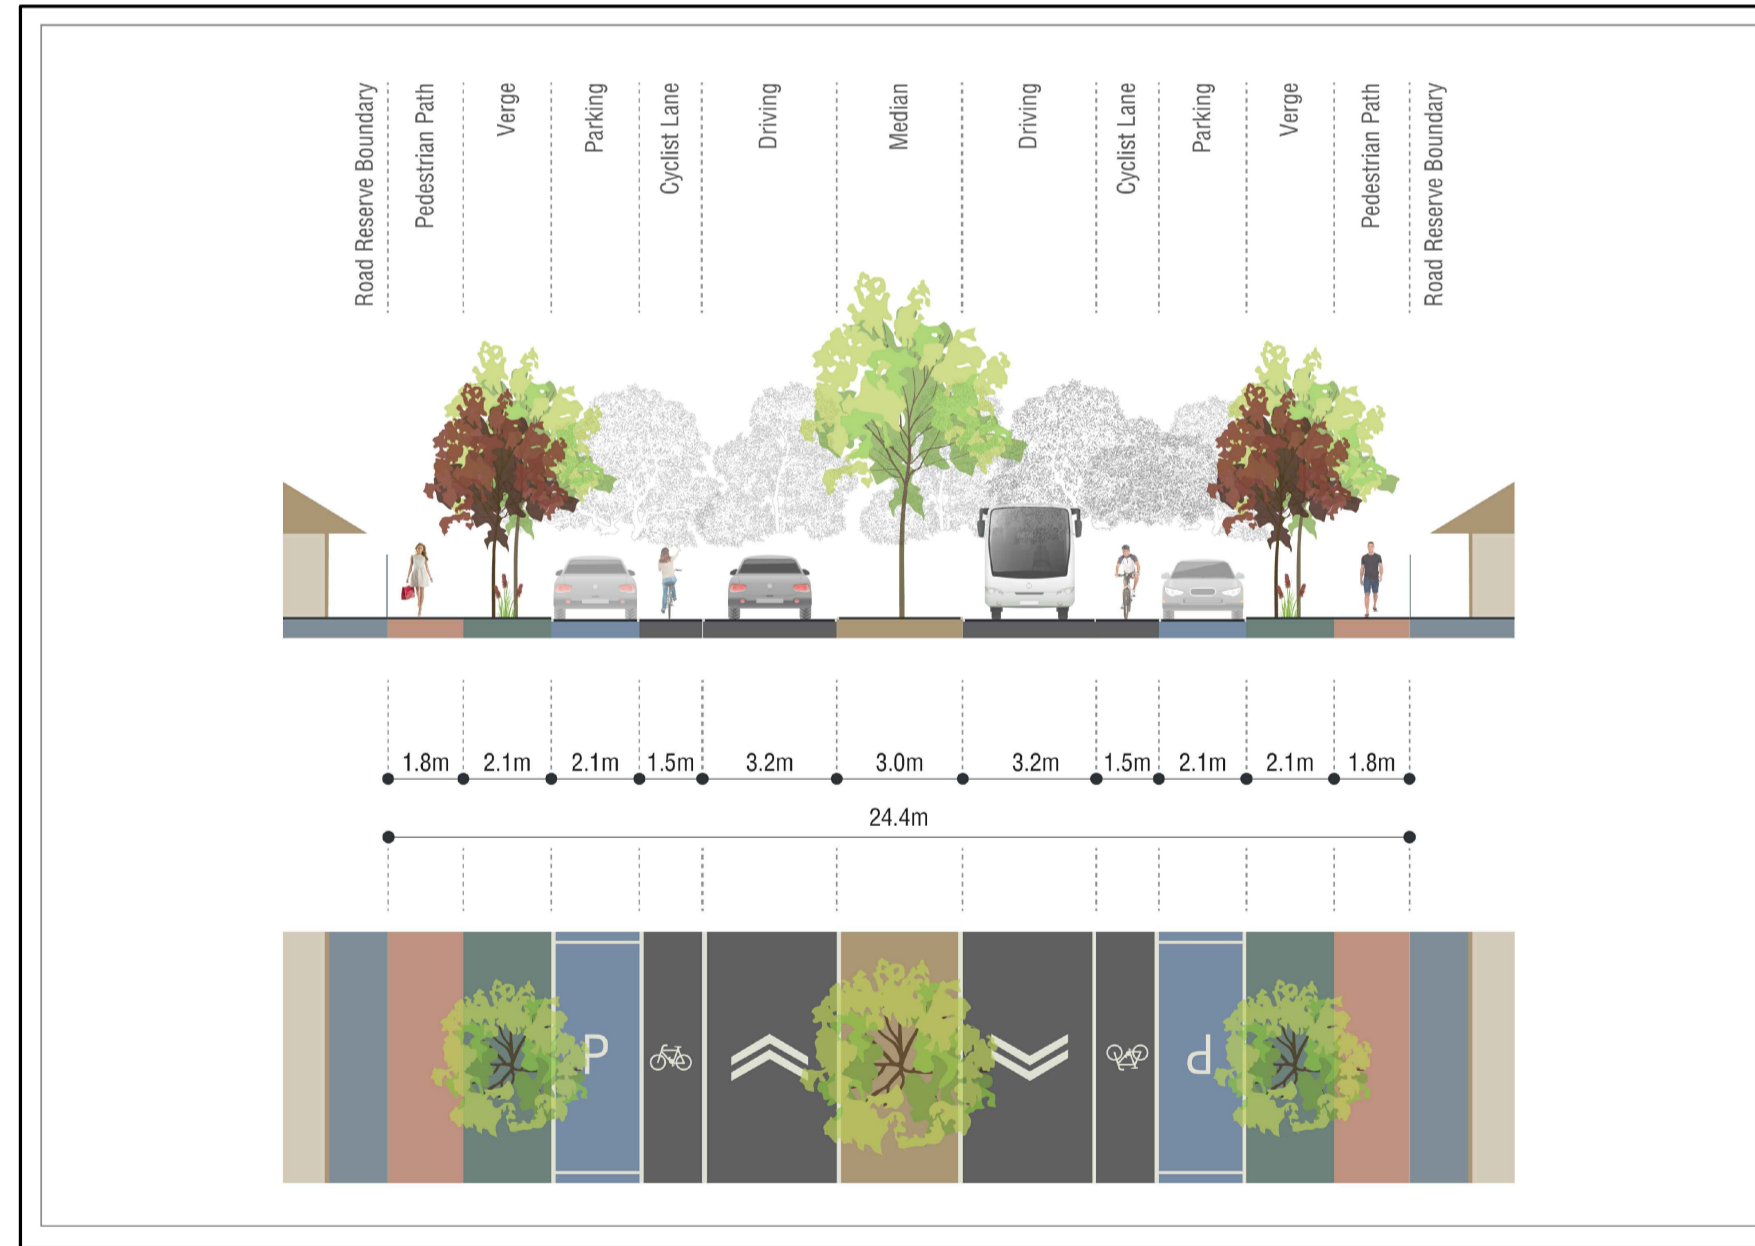 Road Reserve Boundary
Pedestrian Path
Verge
Parking
Cyclist Lane
Driving
Median
Driving
Cyclist Lane
Parking
Verge
Pedestrian Path
Road Reserve Boundary
1.8m 2.1m 2.1m 1.5m 3.2m 3.0m 3.2m 1.5m 2.1m 2.1m 1.8m
24.4m
P P